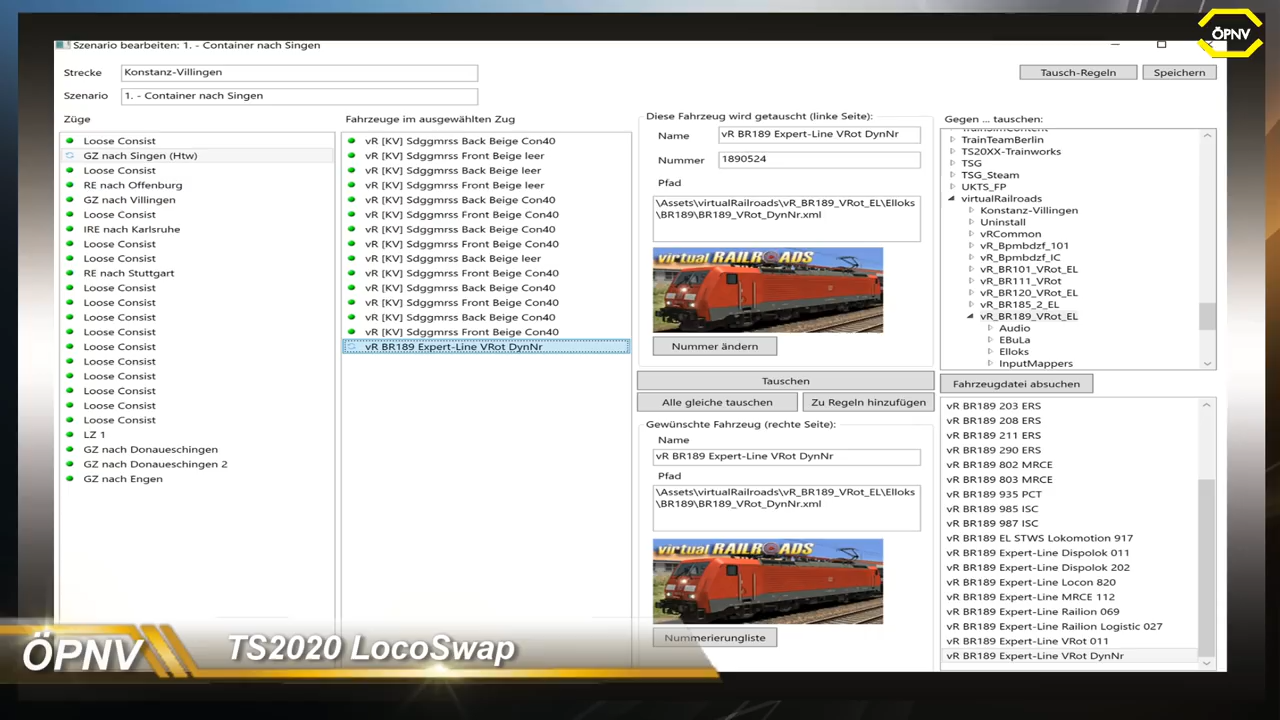 ÖPNV
Szenario bearbeiten: 1. - Container nach Singen
Strecke
Konstanz-Villingen
Tausch-Regeln
Speichern
Szenario
1. - Container nach Singen
Züge
Loose Consist
GZ nach Singen (Htw)
Loose Consist
RE nach Offenburg
GZ nach Villingen
Loose Consist
IRE nach Karlsruhe
Loose Consist
Loose Consist
RE nach Stuttgart
Loose Consist
Loose Consist
Loose Consist
Loose Consist
Loose Consist
Loose Consist
Loose Consist
Loose Consist
Loose Consist
Loose Consist
LZ 1
GZ nach Donaueschingen
GZ nach Donaueschingen 2
GZ nach Engen
Fahrzeuge im ausgewählten Zug
vR [KV] Sdggmrss Back Beige Con40
vR [KV] Sdggmrss Front Beige leer
vR [KV] Sdggmrss Back Beige leer
vR [KV] Sdggmrss Front Beige leer
vR [KV] Sdggmrss Back Beige Con40
vR [KV] Sdggmrss Front Beige Con40
vR [KV] Sdggmrss Back Beige Con40
vR [KV] Sdggmrss Front Beige Con40
vR [KV] Sdggmrss Back Beige leer
vR [KV] Sdggmrss Front Beige Con40
vR [KV] Sdggmrss Back Beige Con40
vR [KV] Sdggmrss Front Beige Con40
vR [KV] Sdggmrss Back Beige Con40
vR [KV] Sdggmrss Front Beige Con40
vR BR189 Expert-Line VRot DynNr
Diese Fahrzeug wird getauscht (linke Seite):
Name
vR BR189 Expert-Line VRot DynNr
Nummer
1890524
Pfad
\Assets\virtualRailroads\vR_BR189_VRot_EL\Elloks
\BR189\BR189_VRot_DynNr.xml
virtual RAILROADS
Nummer ändern
Tauschen
Alle gleiche tauschen
Zu Regeln hinzufügen
Gewünschte Fahrzeug (rechte Seite):
Name
vR BR189 Expert-Line VRot DynNr
Pfad
\Assets\virtualRailroads\vR_BR189_VRot_EL\Elloks
\BR189\BR189_VRot_DynNr.xml
virtual RAILROADS
Nummerierungliste
Gegen ... tauschen:
TrainSimContent
TrainTeamBerlin
TS20XX-Trainworks
TSG
TSG_Steam
UKTS_FP
virtualRailroads
Konstanz-Villingen
Uninstall
vRCommon
vR_Bpmbdzf_101
vR_Bpmbdzf_IC
vR_BR101_VRot_EL
vR_BR111_VRot
vR_BR120_VRot_EL
vR_BR185_2_EL
vR_BR189_VRot_EL
Audio
EBuLa
Elloks
InputMappers
Fahrzeugdatei absuchen
vR BR189 203 ERS
vR BR189 208 ERS
vR BR189 211 ERS
vR BR189 290 ERS
vR BR189 802 MRCE
vR BR189 803 MRCE
vR BR189 935 PCT
vR BR189 985 ISC
vR BR189 987 ISC
vR BR189 EL STWS Lokomotion 917
vR BR189 Expert-Line Dispolok 011
vR BR189 Expert-Line Dispolok 202
vR BR189 Expert-Line Locon 820
vR BR189 Expert-Line MRCE 112
vR BR189 Expert-Line Railion 069
vR BR189 Expert-Line Railion Logistic 027
vR BR189 Expert-Line VRot 011
vR BR189 Expert-Line VRot DynNr
ÖPNV
TS2020 LocoSwap